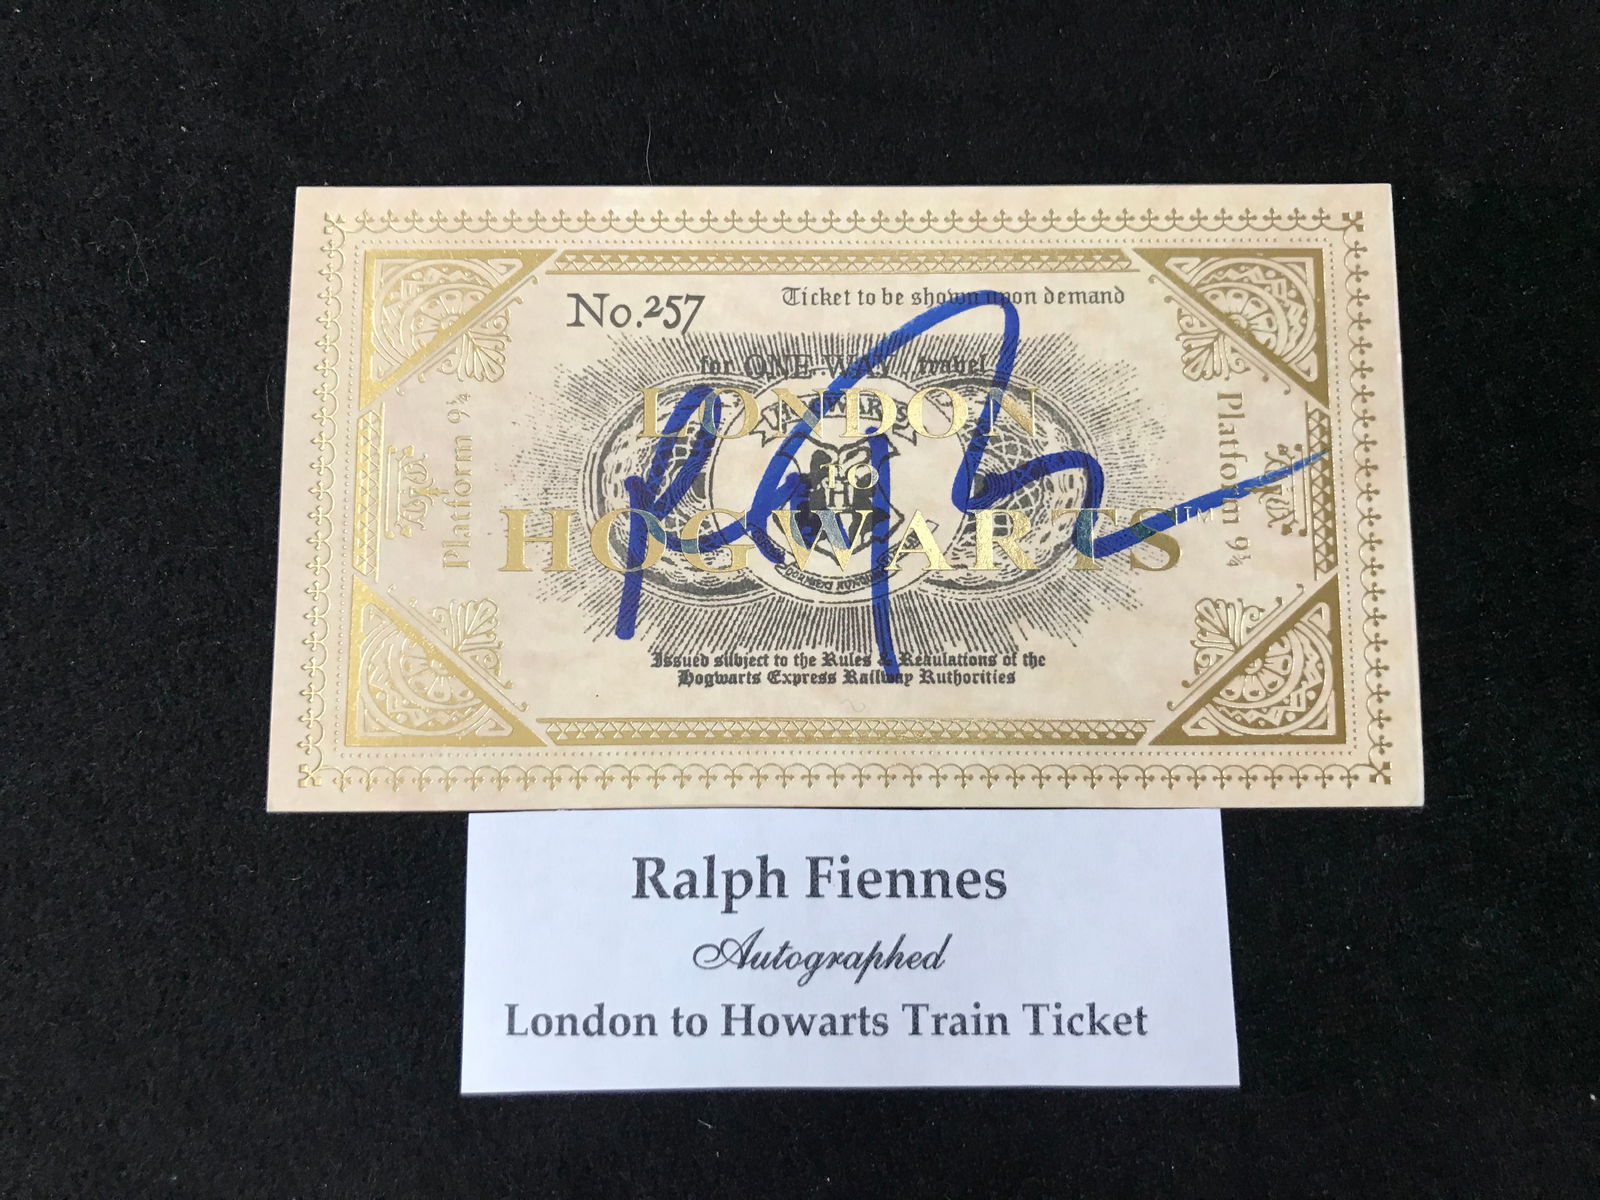 No.257
Ticket to be shown upon demand
for ONE WAY travel
LONDON
HOGWARTS
TO
H
HOGWARTS™
Platform 9¾
Platform 9¾
Issued subject to the Rules & Regulations of the
Hogwarts Express Railway Authorities
Ralph Fiennes
Autographed
London to Howarts Train Ticket